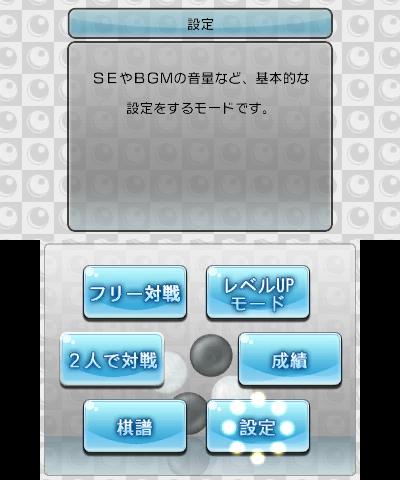 設定
ＳＥやＢＧＭの音量など、基本的な
設定をするモードです。
フリー対戦
レベルUP
モード
２人で対戦
成績
棋譜
設定